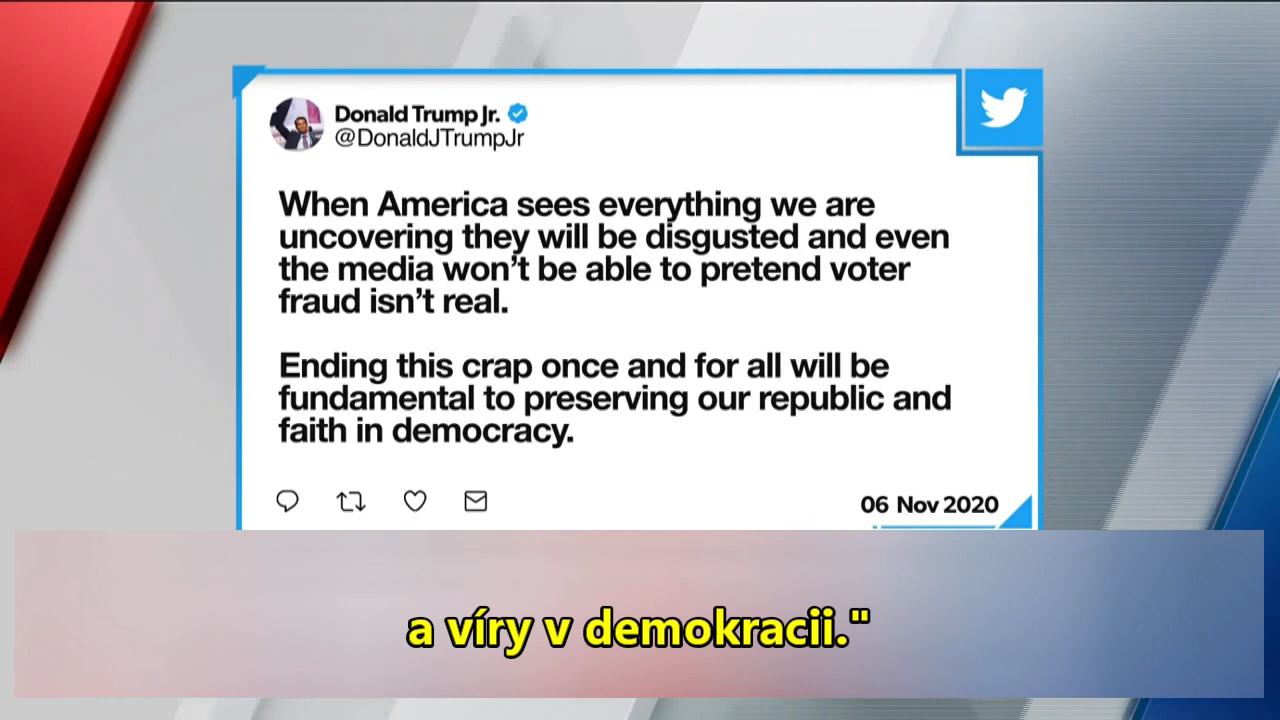 Donald Trump Jr.
@DonaldJTrumpJr
When America sees everything we are
uncovering they will be disgusted and even
the media won't be able to pretend voter
fraud isn't real.
Ending this crap once and for all will be
fundamental to preserving our republic and
faith in democracy.
06 Nov 2020
a víry v demokracii."